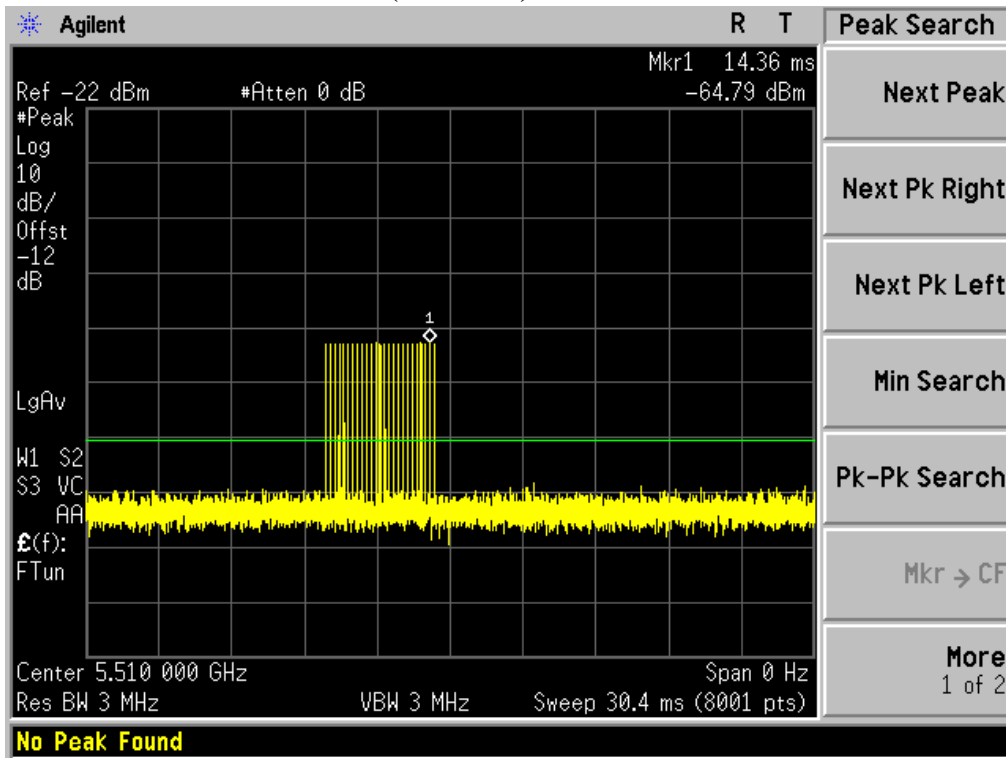 Agilent R T
Peak Search
Mkr1 14.36 ms
Ref −22 dBm #Atten 0 dB −64.79 dBm
#Peak
Log
10
dB/
Offst
−12
dB
1
LgAv
W1 S2
S3 VC
AA
£(f):
FTun
Center 5.510 000 GHz Span 0 Hz
Res BW 3 MHz VBW 3 MHz Sweep 30.4 ms (8001 pts)
No Peak Found
Next Peak
Next Pk Right
Next Pk Left
Min Search
Pk-Pk Search
Mkr → CF
More
1 of 2